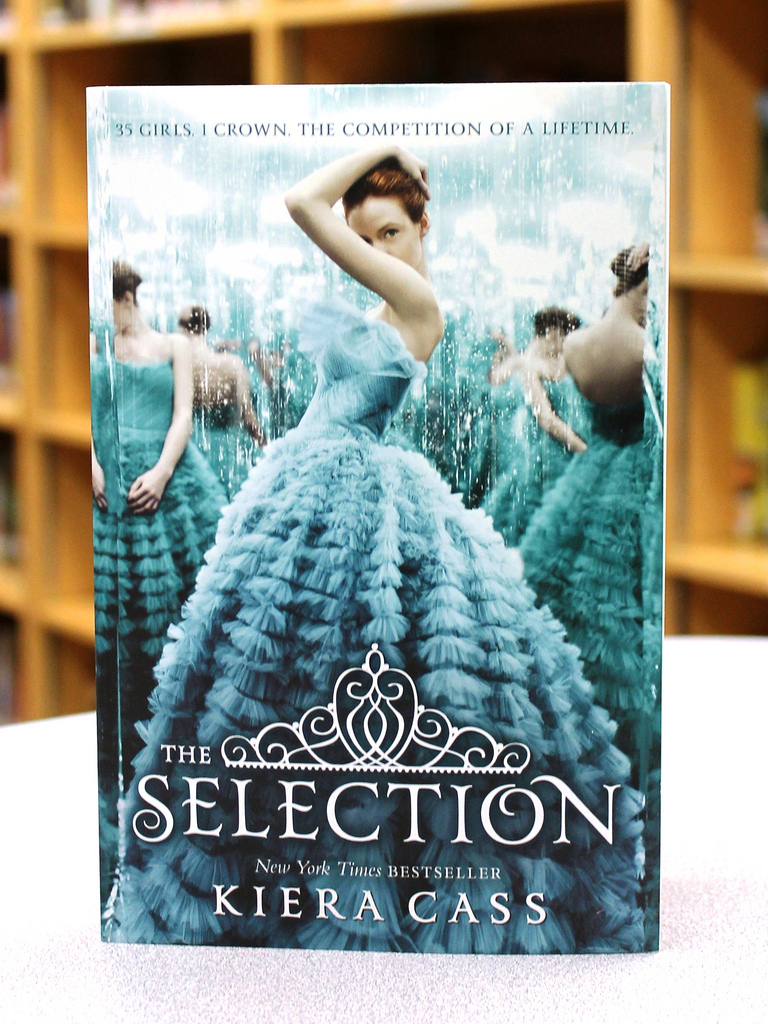 35 GIRLS. 1 CROWN. THE COMPETITION OF A LIFETIME.
THE
SELECTION
New York Times BESTSELLER
KIERA CASS